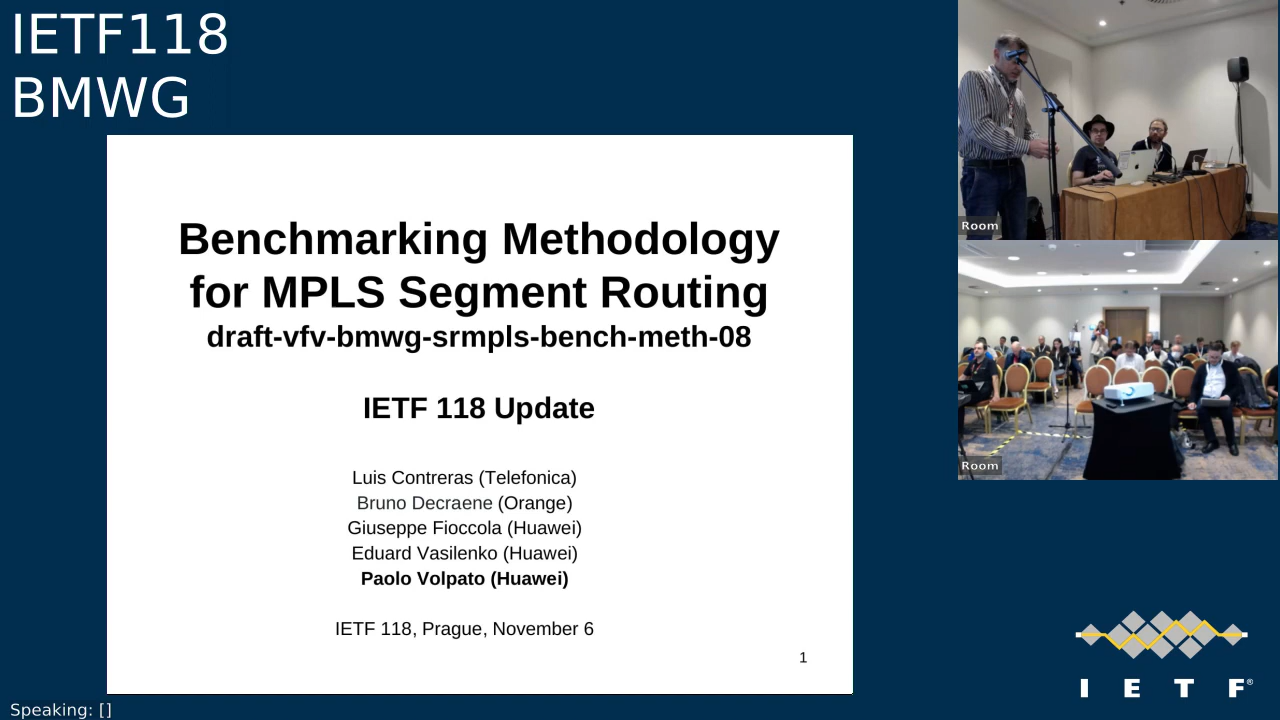 IETF118
BMWG
Benchmarking Methodology
for MPLS Segment Routing
draft-vfv-bmwg-srmpls-bench-meth-08
IETF 118 Update
Luis Contreras (Telefonica)
Bruno Decraene (Orange)
Giuseppe Fioccola (Huawei)
Eduard Vasilenko (Huawei)
Paolo Volpato (Huawei)
IETF 118, Prague, November 6
1
Room
Room
I E T F®
Speaking: []